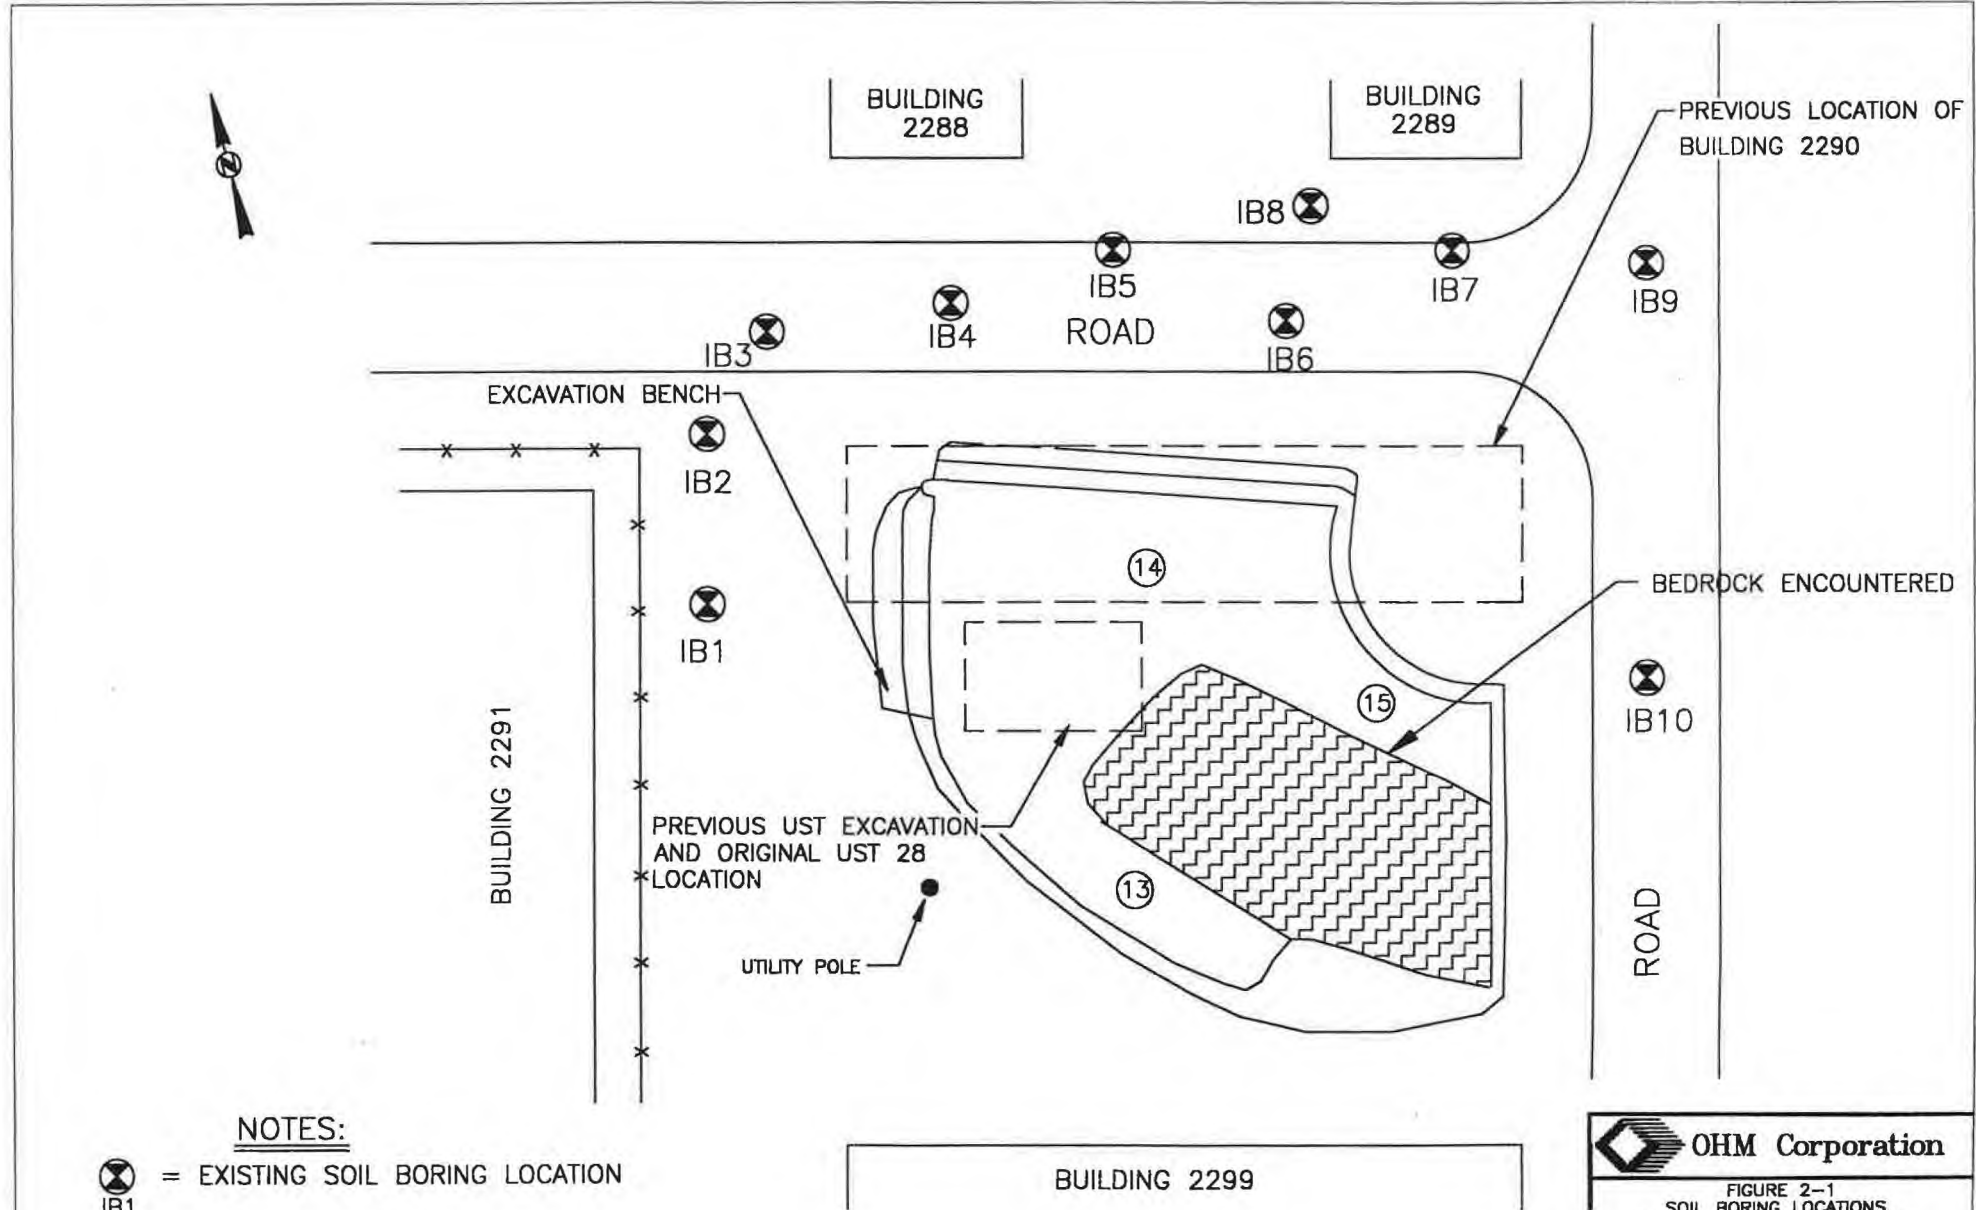 BUILDING
2288
BUILDING
2289
PREVIOUS LOCATION OF
BUILDING 2290
N
IB8
IB5
IB7
IB9
IB4
ROAD
IB3
IB6
EXCAVATION BENCH
IB2
14
BEDROCK ENCOUNTERED
IB1
15
IB10
BUILDING 2291
PREVIOUS UST EXCAVATION
AND ORIGINAL UST 28
LOCATION
13
ROAD
UTILITY POLE
NOTES:
= EXISTING SOIL BORING LOCATION
IB1
BUILDING 2299
OHM Corporation
FIGURE 2-1
SOIL BORING LOCATIONS